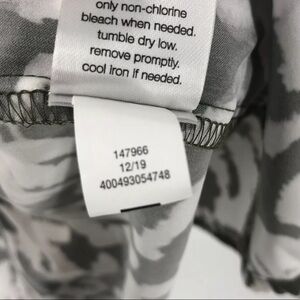 only non-chlorine
bleach when needed.
tumble dry low.
remove promptly.
cool iron if needed.
147966
12/19
400493054748